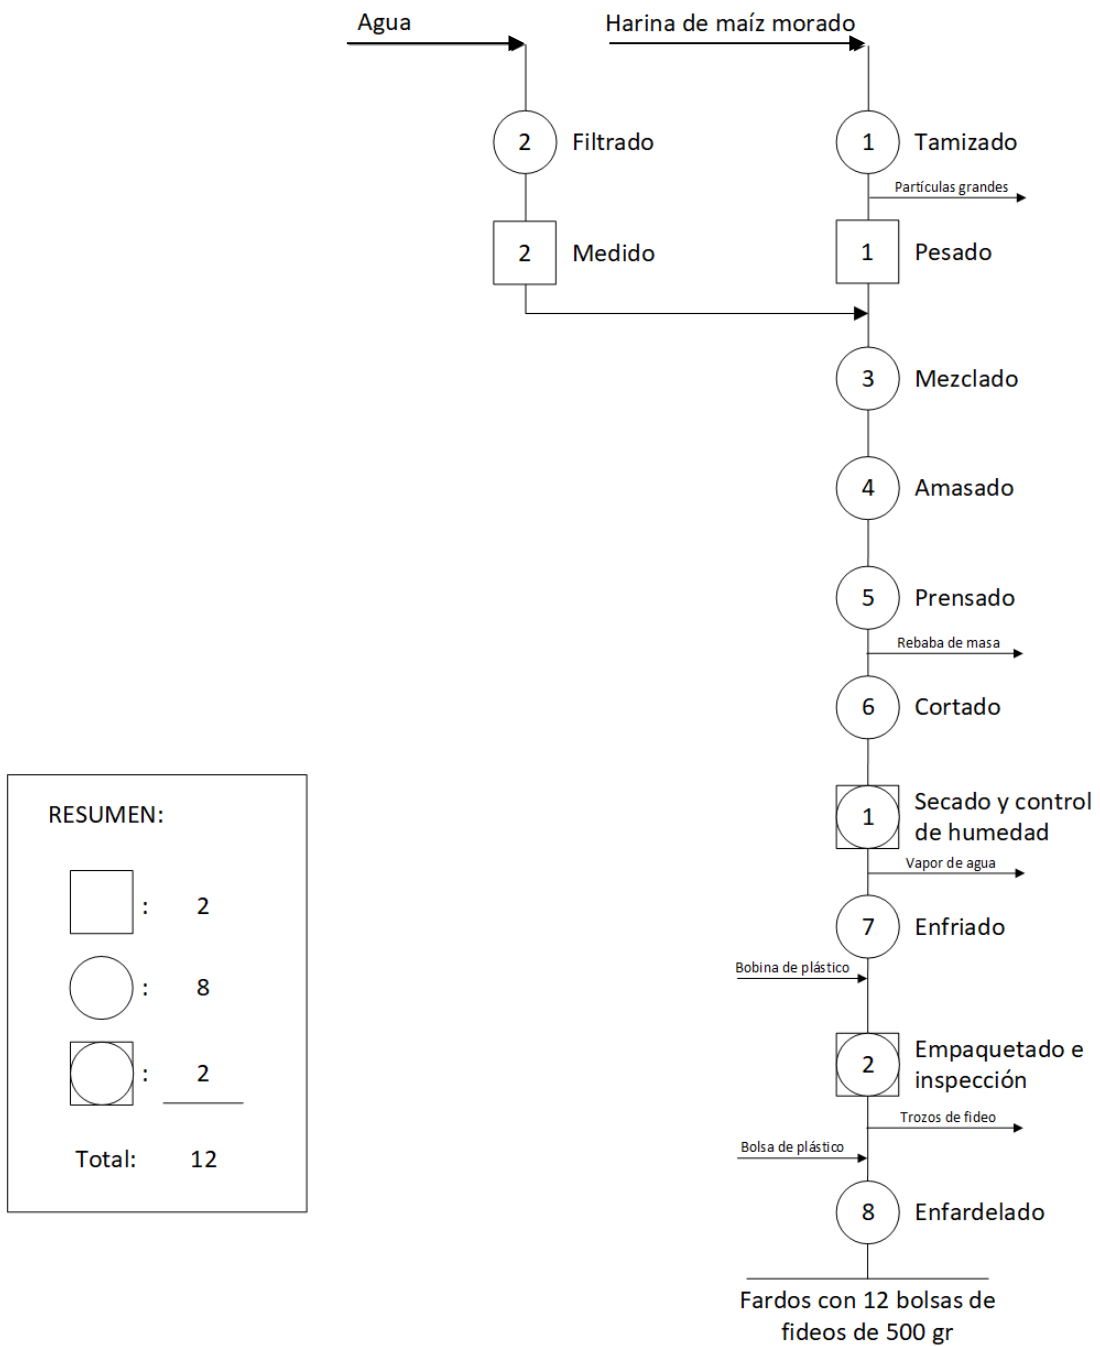 Agua
Harina de maíz morado
2 Filtrado
1 Tamizado
Partículas grandes
2 Medido
1 Pesado
3 Mezclado
4 Amasado
5 Prensado
Rebaba de masa
6 Cortado
1 Secado y control
de humedad
Vapor de agua
7 Enfriado
Bobina de plástico
2 Empaquetado e
inspección
Trozos de fideo
Bolsa de plástico
8 Enfardelado
Fardos con 12 bolsas de
fideos de 500 gr
RESUMEN:
: 2
: 8
: 2
Total: 12